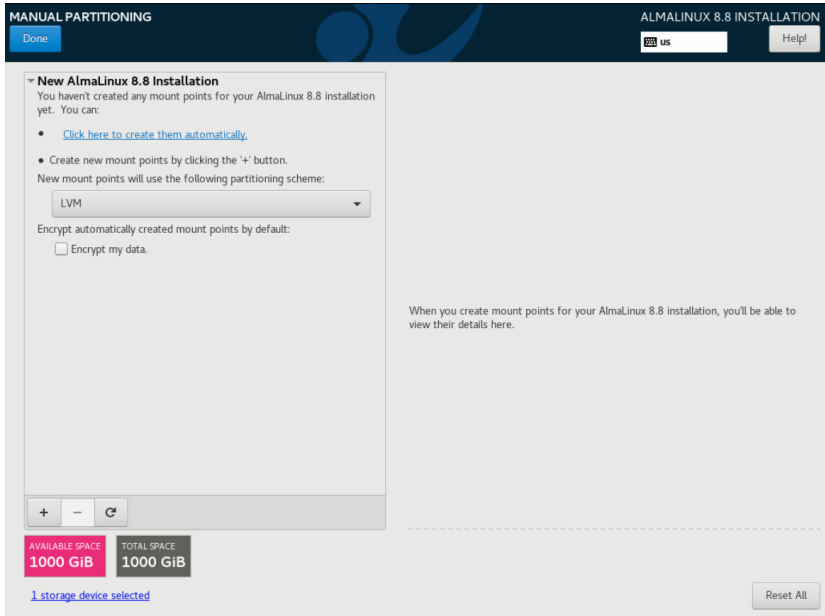 MANUAL PARTITIONING
Done
ALMALINUX 8.8 INSTALLATION
us
Help!
New AlmaLinux 8.8 Installation
You haven't created any mount points for your AlmaLinux 8.8 installation
yet. You can:
• Click here to create them automatically.
• Create new mount points by clicking the '+' button.
New mount points will use the following partitioning scheme:
LVM
Encrypt automatically created mount points by default:
Encrypt my data.
When you create mount points for your AlmaLinux 8.8 installation, you'll be able to
view their details here.
+ −
AVAILABLE SPACE
1000 GiB
TOTAL SPACE
1000 GiB
1 storage device selected
Reset All